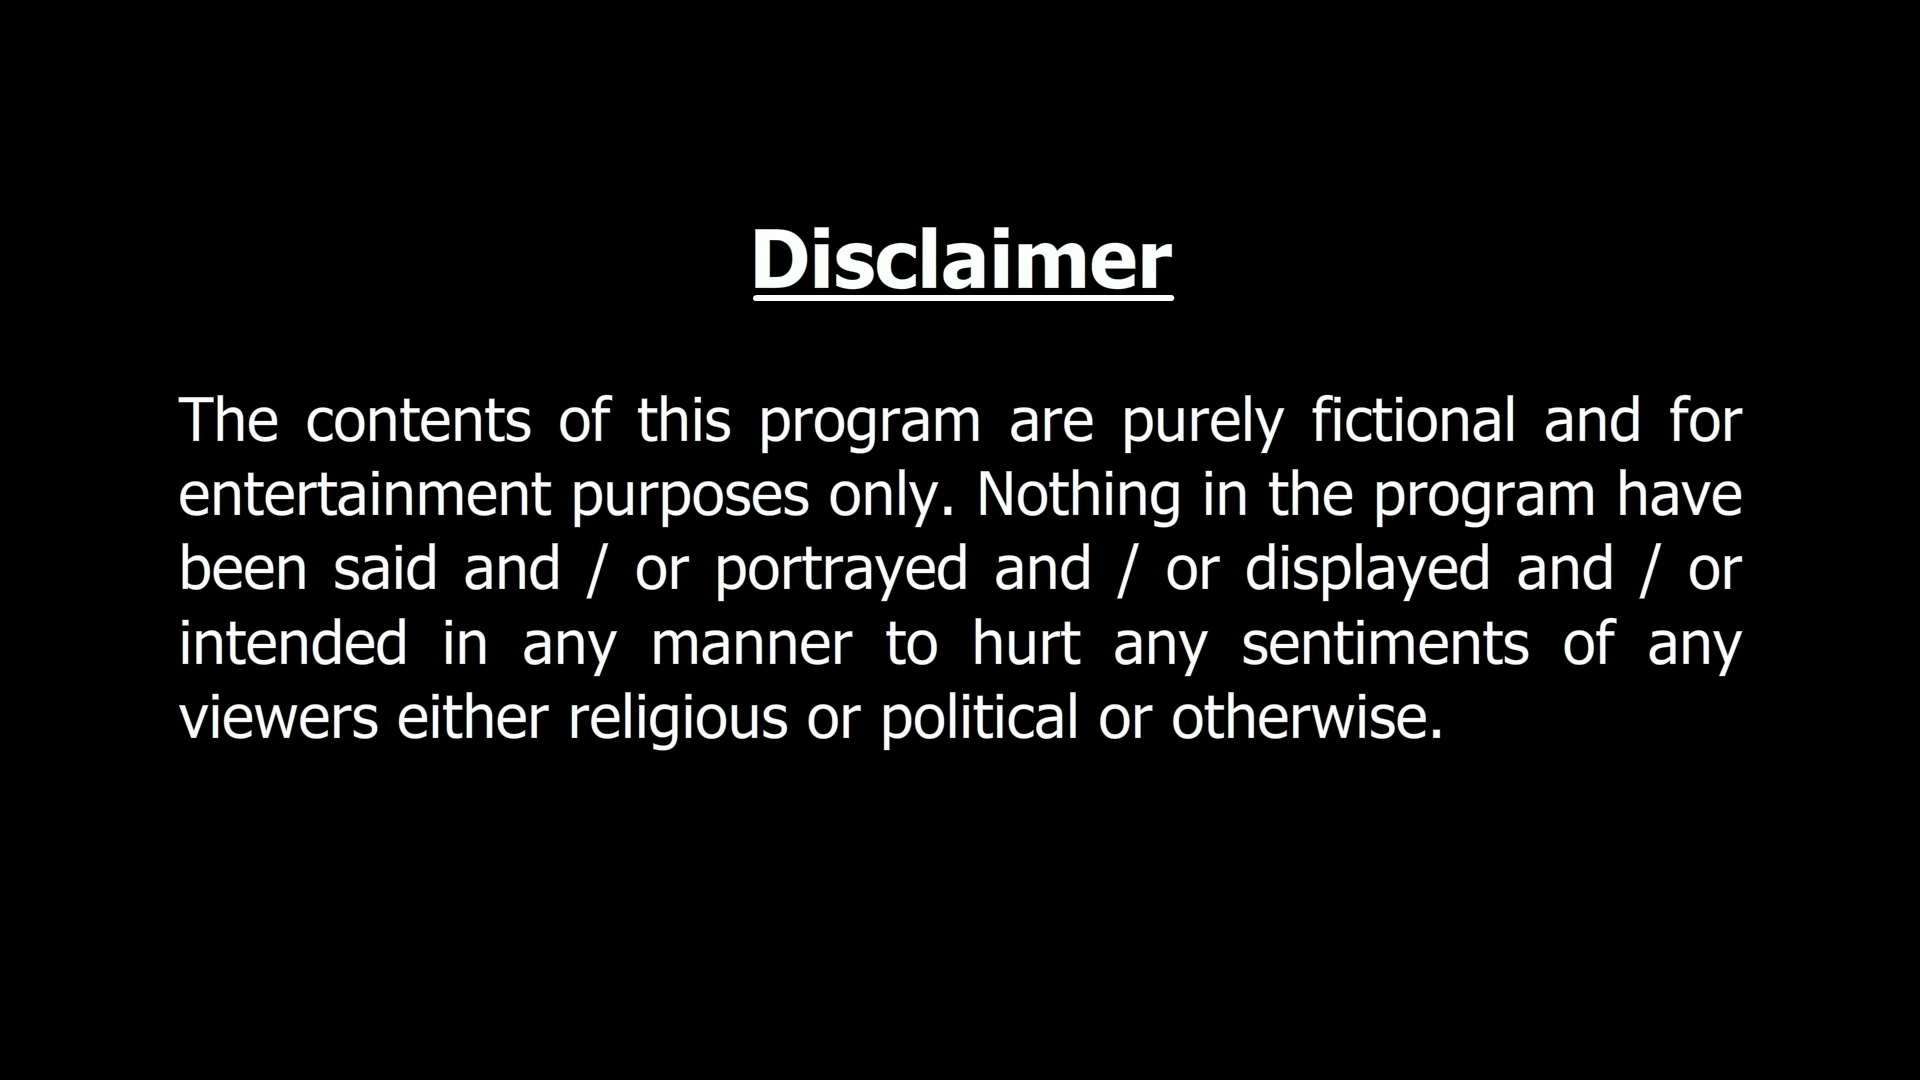 Disclaimer
The contents of this program are purely fictional and for
entertainment purposes only. Nothing in the program have
been said and / or portrayed and / or displayed and / or
intended in any manner to hurt any sentiments of any
viewers either religious or political or otherwise.